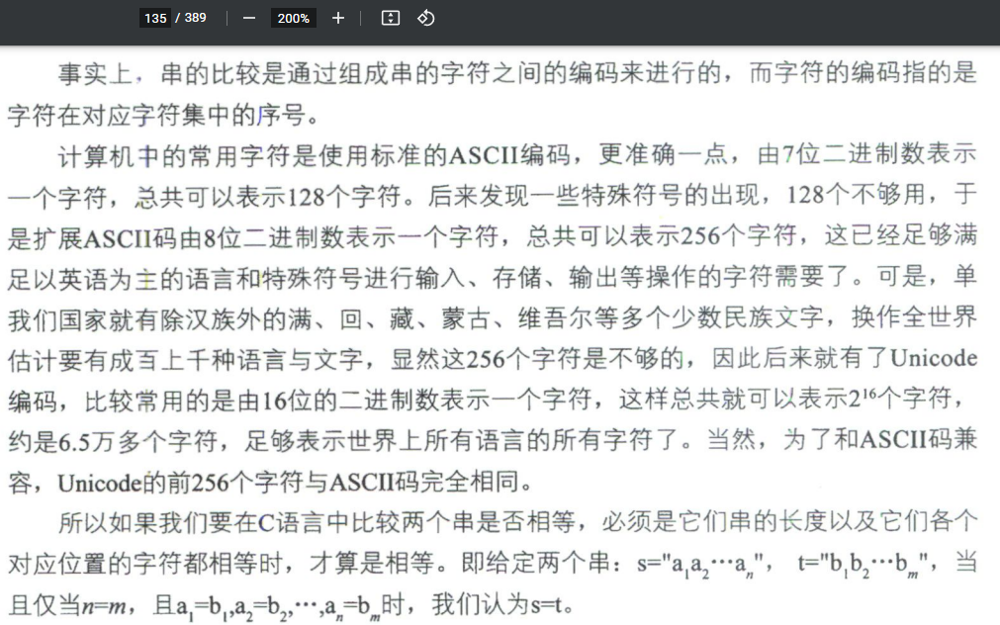 135 / 389 — 200% +
事实上，串的比较是通过组成串的字符之间的编码来进行的，而字符的编码指的是
字符在对应字符集中的序号。
计算机中的常用字符是使用标准的ASCII编码，更准确一点，由7位二进制数表示
一个字符，总共可以表示128个字符。后来发现一些特殊符号的出现，128个不够用，于
是扩展ASCII码由8位二进制数表示一个字符，总共可以表示256个字符，这已经足够满
足以英语为主的语言和特殊符号进行输入、存储、输出等操作的字符需要了。可是，单
我们国家就有除汉族外的满、回、藏、蒙古、维吾尔等多个少数民族文字，换作全世界
估计要有成百上千种语言与文字，显然这256个字符是不够的，因此后来就有了Unicode
编码，比较常用的是由16位的二进制数表示一个字符，这样总共就可以表示2¹⁶个字符，
约是6.5万多个字符，足够表示世界上所有语言的所有字符了。当然，为了和ASCII码兼
容，Unicode的前256个字符与ASCII码完全相同。
所以如果我们要在C语言中比较两个串是否相等，必须是它们串的长度以及它们各个
对应位置的字符都相等时，才算是相等。即给定两个串：s="a₁a₂…aₙ"，t="b₁b₂…bₘ"，当
且仅当n=m，且a₁=b₁,a₂=b₂,…,aₙ=bₘ时，我们认为s=t。